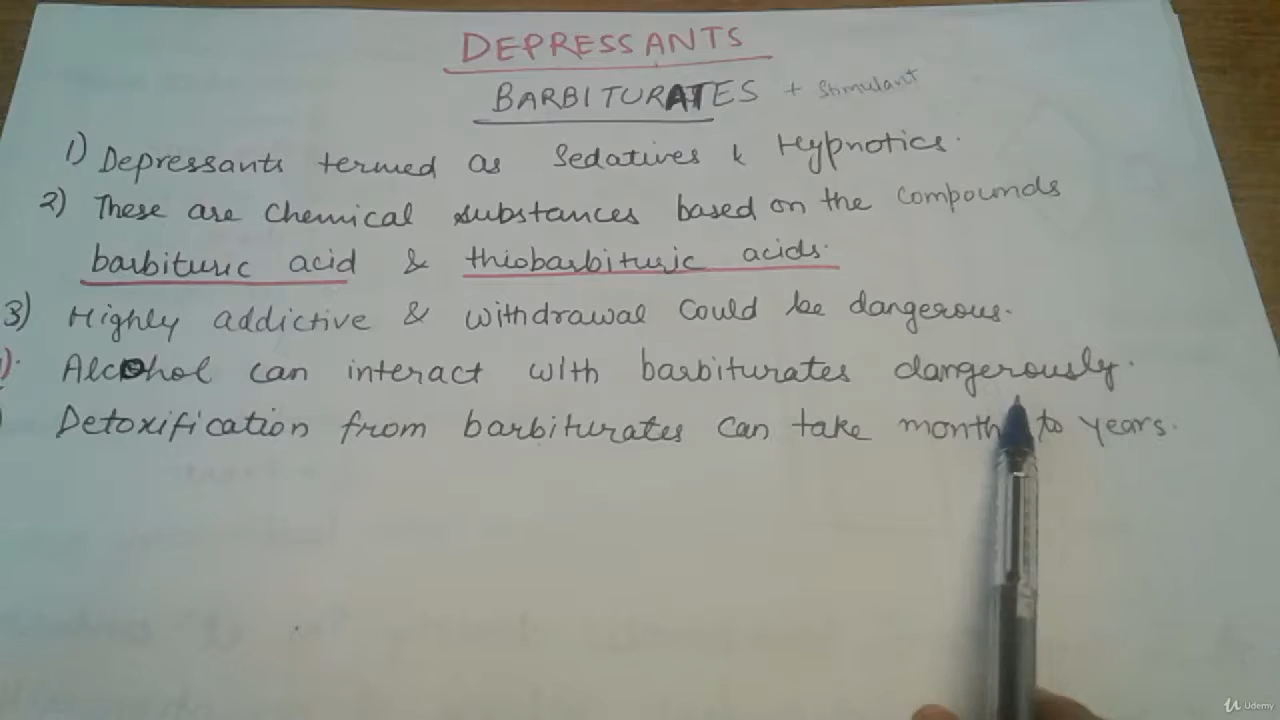 DEPRESSANTS
BARBITURATES + Stimulant
1) Depressants termed as Sedatives & Hypnotics.
2) These are chemical substances based on the compounds
barbituric acid & thiobarbituric acids.
3) Highly addictive & withdrawal could be dangerous.
). Alcohol can interact with barbiturates dangerously.
) Detoxification from barbiturates can take month to years.
Udemy